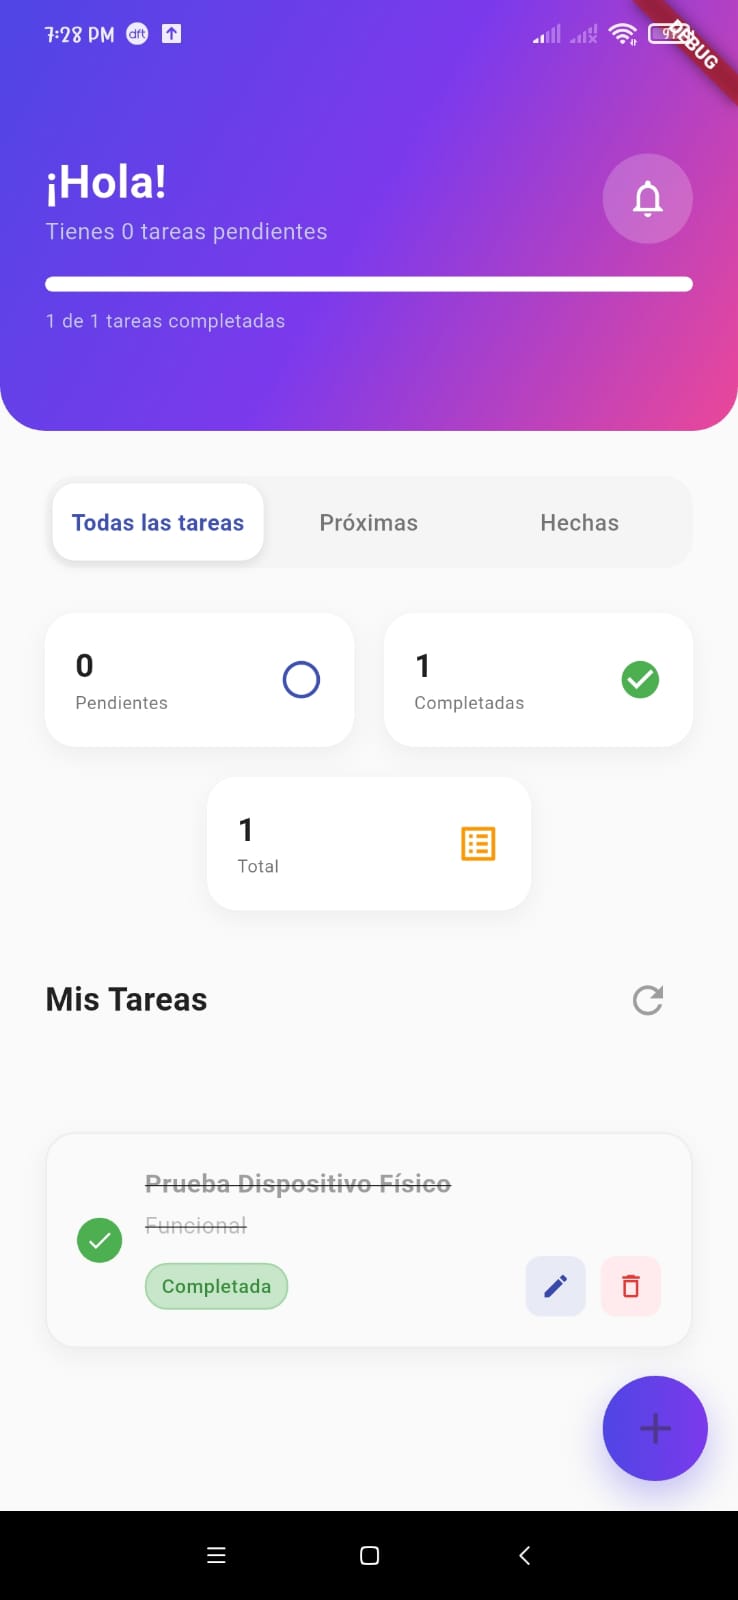 7:28 PM
dft
DEBUG
¡Hola!
Tienes 0 tareas pendientes
1 de 1 tareas completadas
Todas las tareas
Próximas
Hechas
0
Pendientes
1
Completadas
1
Total
Mis Tareas
Prueba Dispositivo Físico
Funcional
Completada